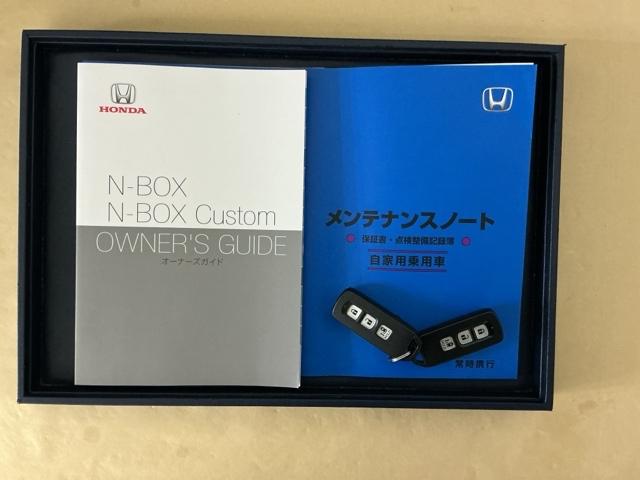 HONDA
N-BOX
N-BOX Custom
OWNER'S GUIDE
オーナーズガイド
メンテナンスノート
保証書・点検整備記録簿
自家用乗用車
常時携行